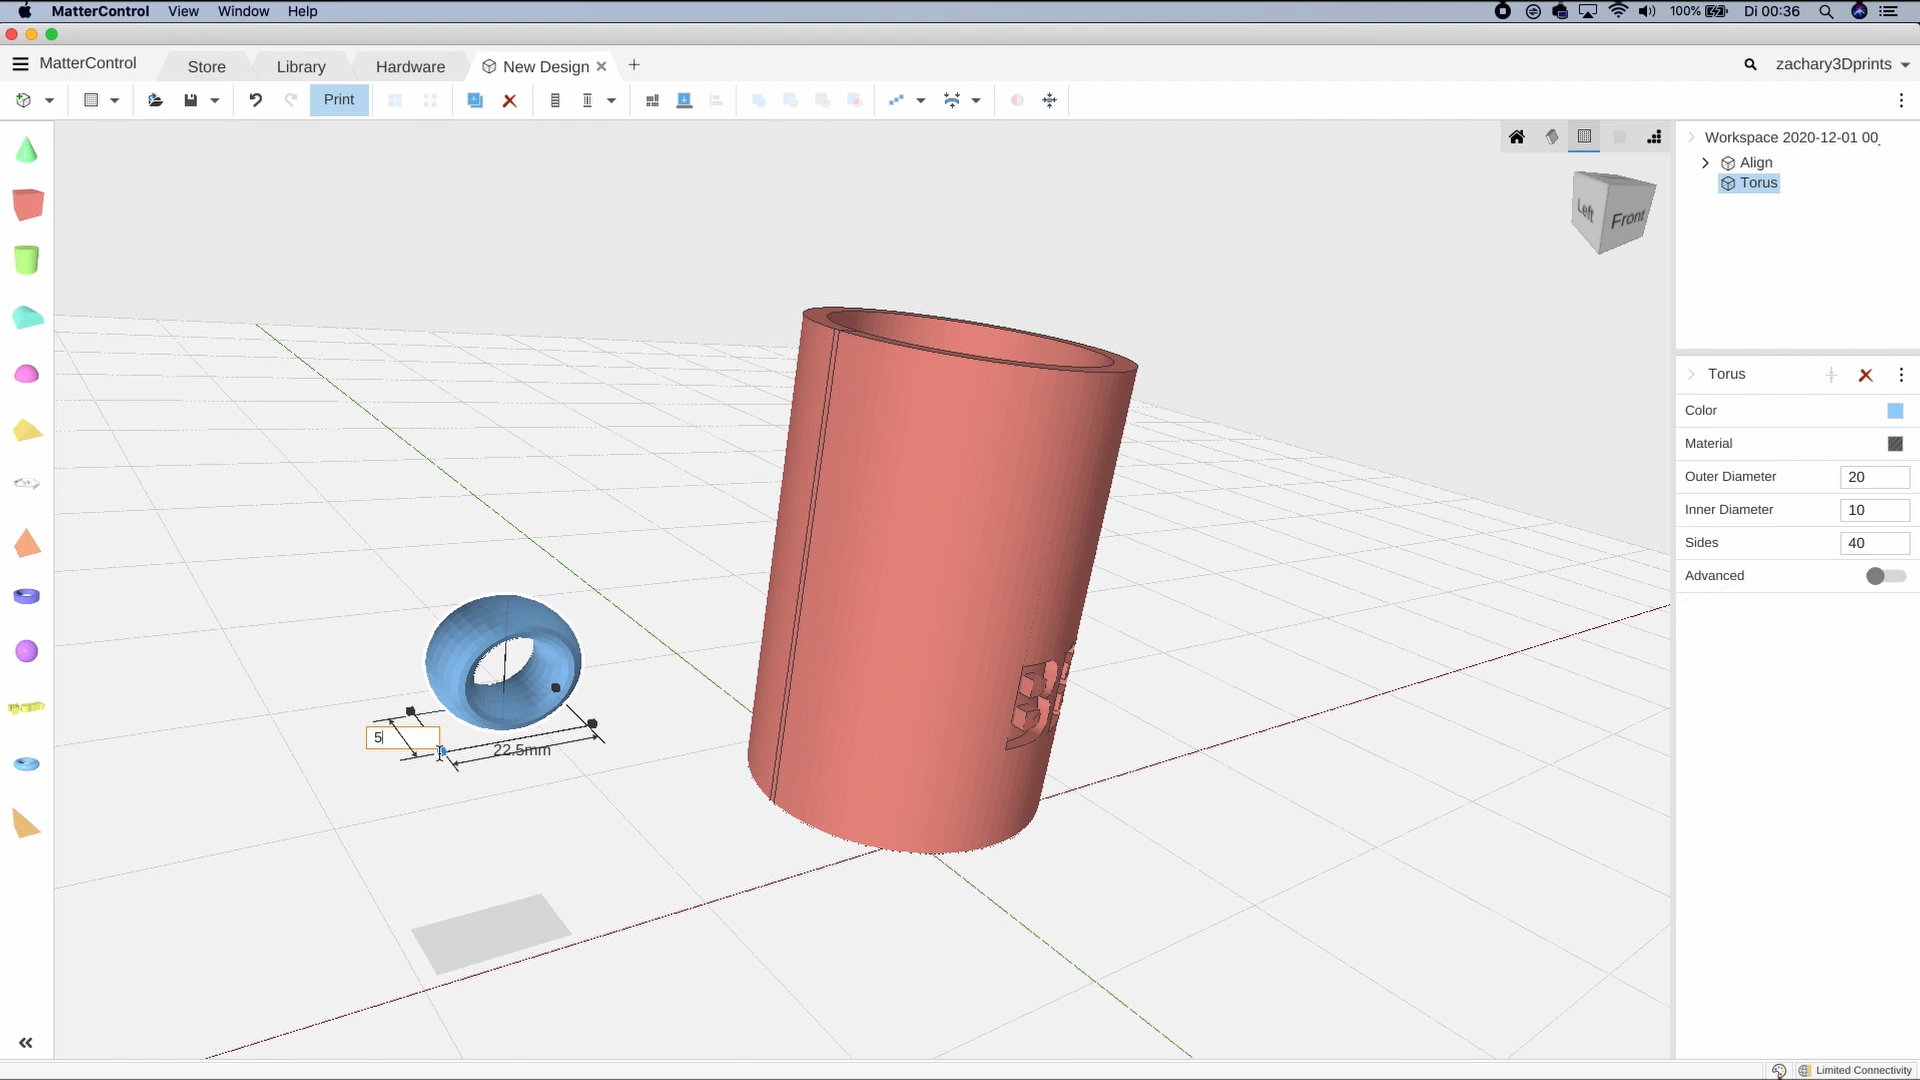 MatterControl View Window Help 100% Di 00:36
MatterControl Store Library Hardware New Design zachary3Dprints
Print
Workspace 2020-12-01 00
Align
Torus
Left Front
Torus
Color
Material
Outer Diameter 20
Inner Diameter 10
Sides 40
Advanced
5
22.5mm
Limited Connectivity